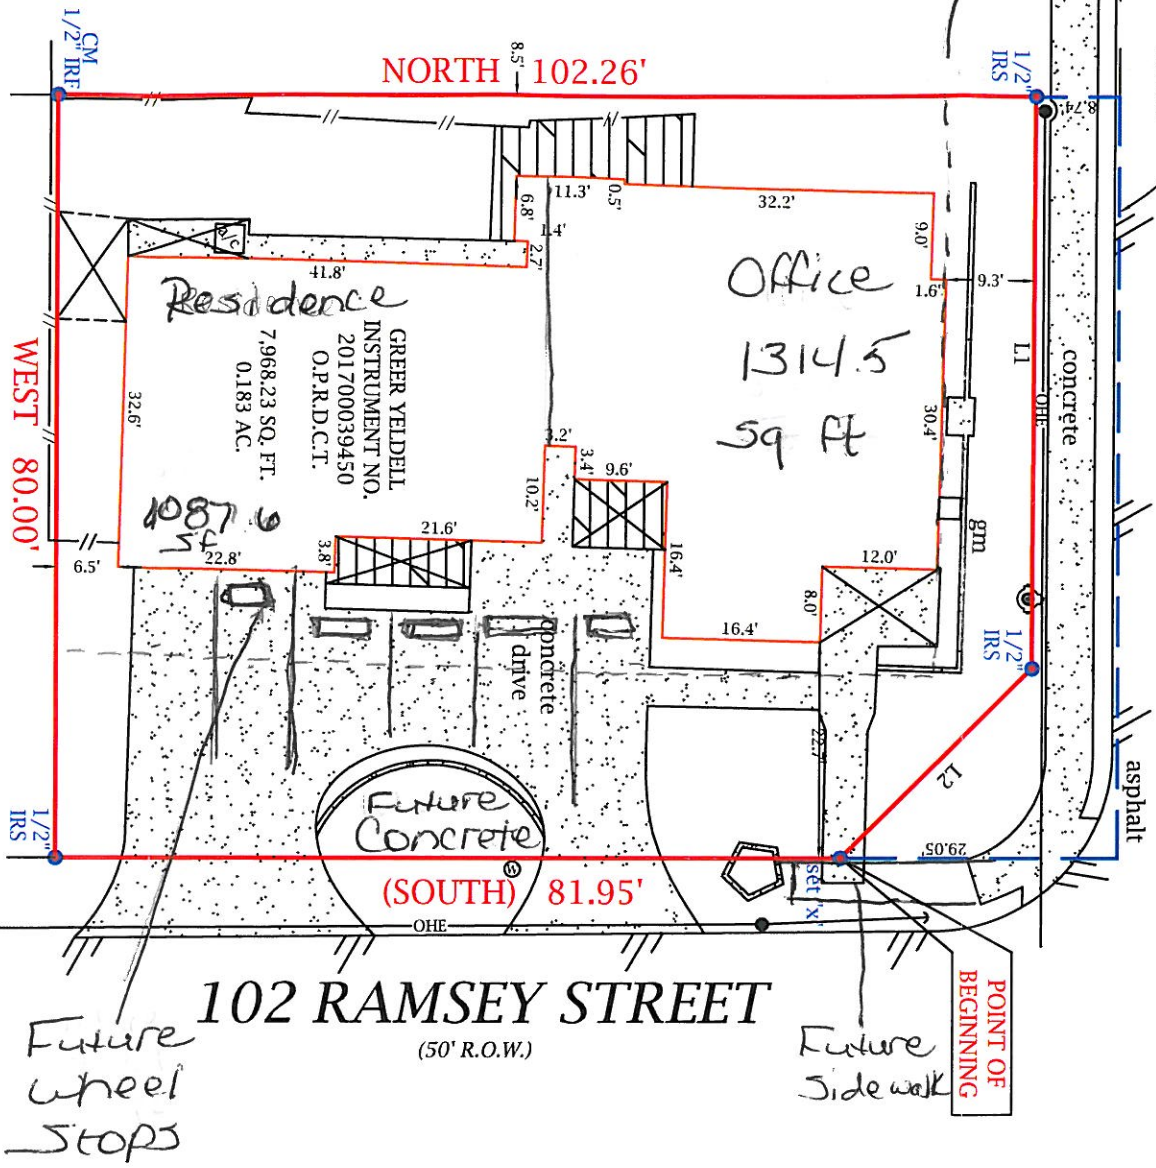 CM
1/2" IRF
8.5'
NORTH 102.26'
1/2"
IRS
8.74'
11.3'
0.5'
32.2'
6.8'
1.4'
2.7'
9.0'
a/c
41.8'
Residence
Office
1314.5
sq ft
1.6'
9.3'
L1
OHE
concrete
GREER YELDELL
INSTRUMENT NO.
201700039450
O.P.R.D.C.T.
7,968.23 SQ. FT.
0.183 AC.
WEST 80.00'
32.6'
30.4'
3.2'
3.4'
9.6'
10.2'
1087.6
sf
21.6'
22.8'
3.8'
6.5'
16.4'
gm
12.0'
8.0'
16.4'
concrete
drive
1/2"
IRS
22.7'
L2
asphalt
Future
Concrete
1/2"
IRS
29.05'
W
set 'x'
(SOUTH) 81.95'
OHE
102 RAMSEY STREET
(50' R.O.W.)
POINT OF
BEGINNING
Future
wheel
Stops
Future
Sidewalk